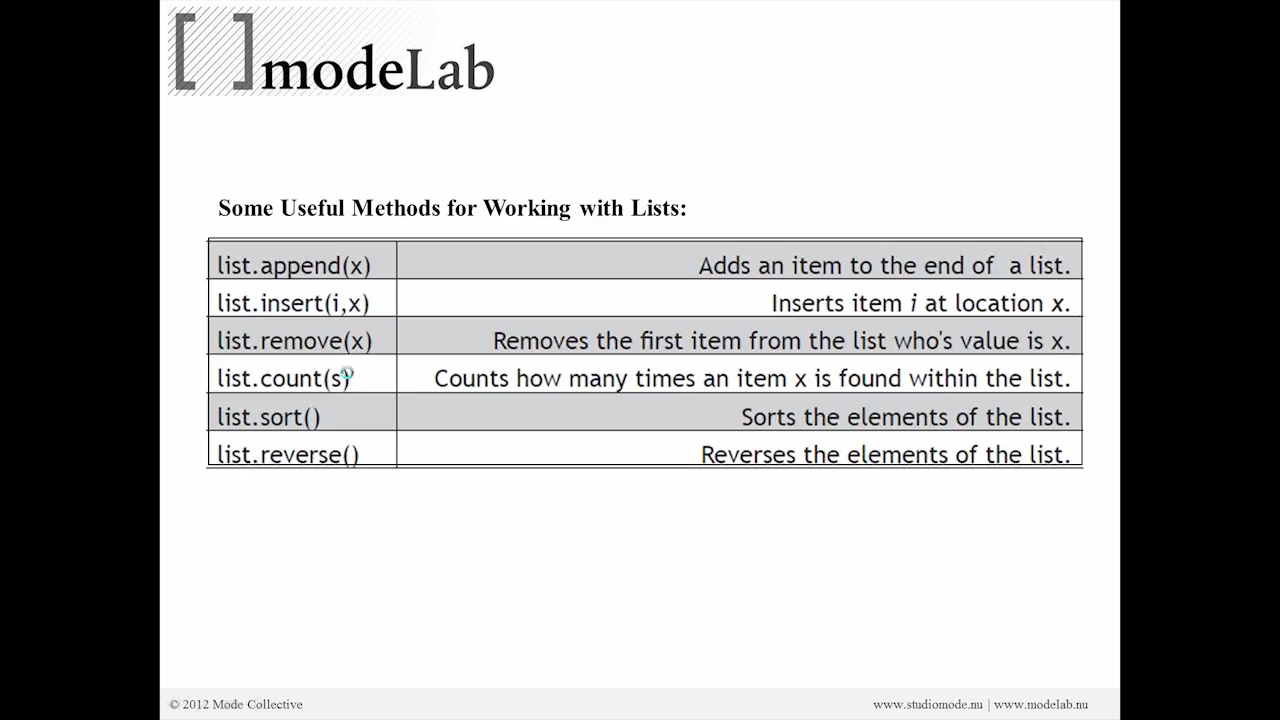 [ ] modeLab
Some Useful Methods for Working with Lists:
list.append(x) Adds an item to the end of a list.
list.insert(i,x) Inserts item i at location x.
list.remove(x) Removes the first item from the list who's value is x.
list.count(s) Counts how many times an item x is found within the list.
list.sort() Sorts the elements of the list.
list.reverse() Reverses the elements of the list.
© 2012 Mode Collective www.studiomode.nu | www.modelab.nu